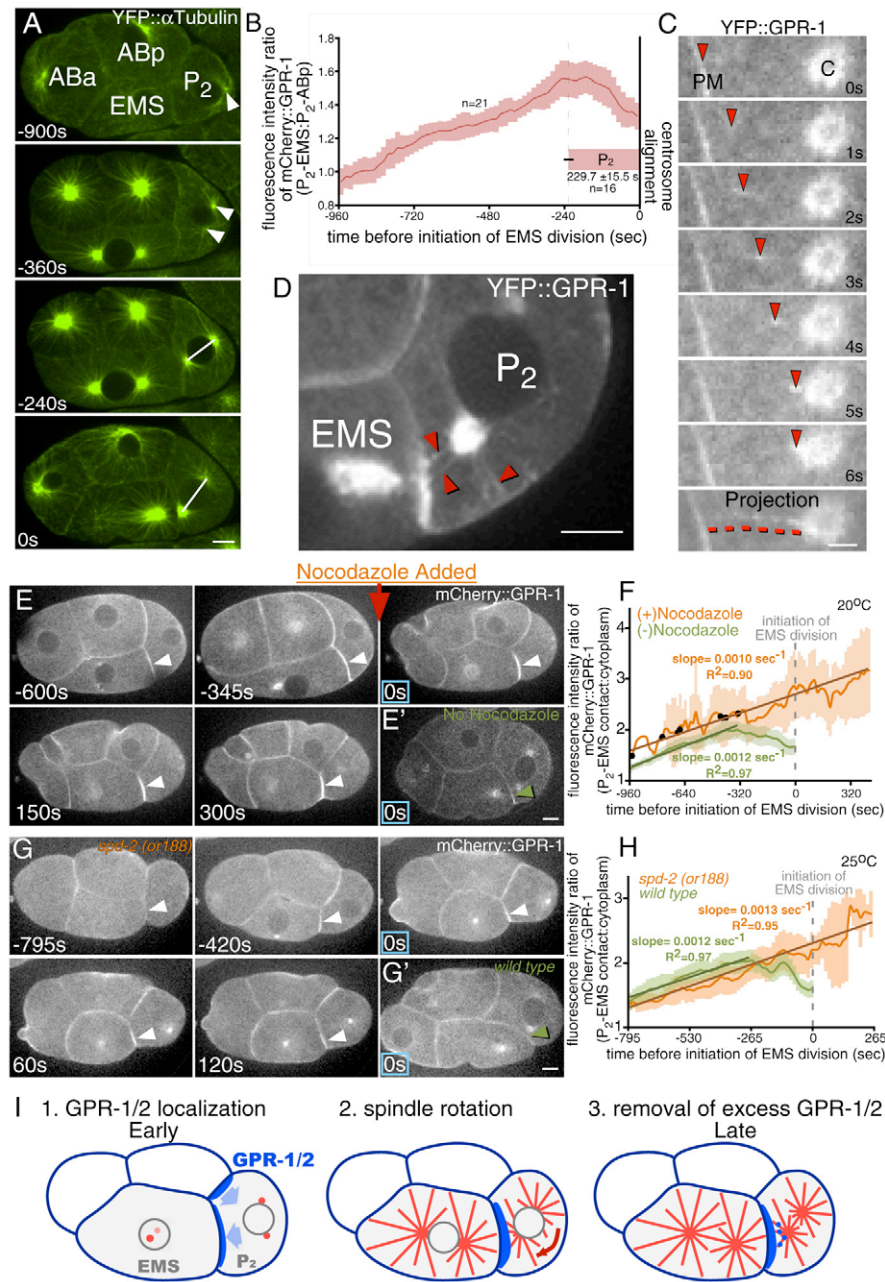 A
YFP::αTubulin
ABp
ABa
P2
EMS
-900s
-360s
-240s
0s
B
fluorescence intensity ratio
of mCherry::GPR-1
(P2-EMS:P2-ABp)
1.8
1.6
1.4
1.2
1.0
0.8
n=21
P2
229.7 ±15.5 s
n=16
centrosome
alignment
-960
-720
-480
-240
0
time before initiation of EMS division (sec)
C
YFP::GPR-1
PM
C
0s
1s
2s
3s
4s
5s
6s
Projection
D
YFP::GPR-1
P2
EMS
Nocodazole Added
E
mCherry::GPR-1
-600s
-345s
0s
E'
No Nocodazole
150s
300s
0s
F
20oC
fluorescence intensity ratio of
mCherry::GPR-1
(P2-EMS contact:cytoplasm)
4
3
2
1
(+)Nocodazole
(-)Nocodazole
initiation of
EMS division
slope= 0.0010 sec-1
R2=0.90
slope= 0.0012 sec-1
R2=0.97
-960
-640
-320
0
320
time before initiation of EMS division (sec)
G
spd-2 (or188)
mCherry::GPR-1
-795s
-420s
0s
G'
wild type
60s
120s
0s
H
25oC
fluorescence intensity ratio of
mCherry::GPR-1
(P2-EMS contact:cytoplasm)
3
2
1
spd-2 (or188)
wild type
initiation of
EMS division
slope= 0.0013 sec-1
R2=0.95
slope= 0.0012 sec-1
R2=0.97
-795
-530
-265
0
265
time before initiation of EMS division (sec)
I
1. GPR-1/2 localization
Early
2. spindle rotation
3. removal of excess GPR-1/2
Late
GPR-1/2
EMS
P2